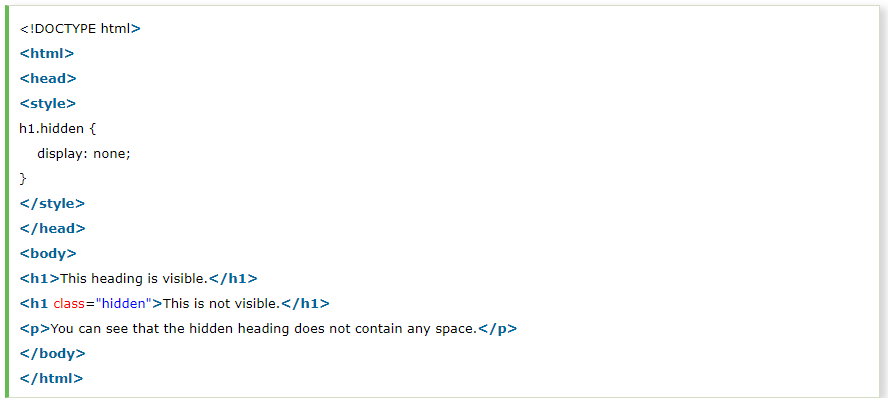 <!DOCTYPE html>
<html>
<head>
<style>
h1.hidden {
display: none;
}
</style>
</head>
<body>
<h1>This heading is visible.</h1>
<h1 class="hidden">This is not visible.</h1>
<p>You can see that the hidden heading does not contain any space.</p>
</body>
</html>